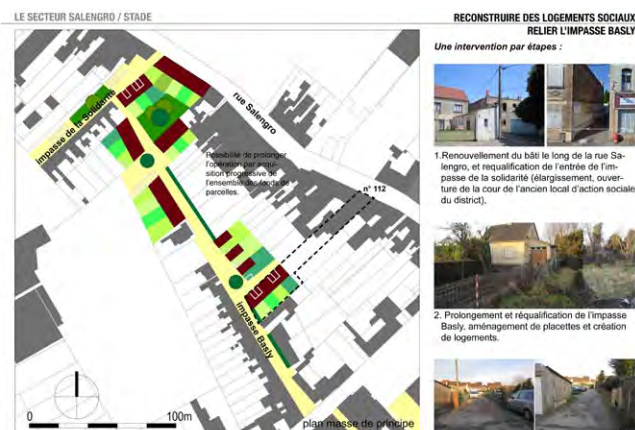 LE SECTEUR SALENGRO / STADE
RECONSTRUIRE DES LOGEMENTS SOCIAUX
RELIER L'IMPASSE BASLY
Une intervention par étapes :
impasse de la Solidarité
rue Salengro
Possibilité de prolonger
l'opération par acqui-
sition progressive de
l'ensemble des fonds de
parcelles.
n° 112
impasse Basly
0
100m
plan masse de principe
1.Renouvellement du bâti le long de la rue Sa-
lengro, et requalification de l'entrée de l'im-
passe de la solidarité (élargissement, ouver-
ture de la cour de l'ancien local d'action sociale
du district),
2. Prolongement et réqualification de l'impasse
Basly, aménagement de placettes et création
de logements.